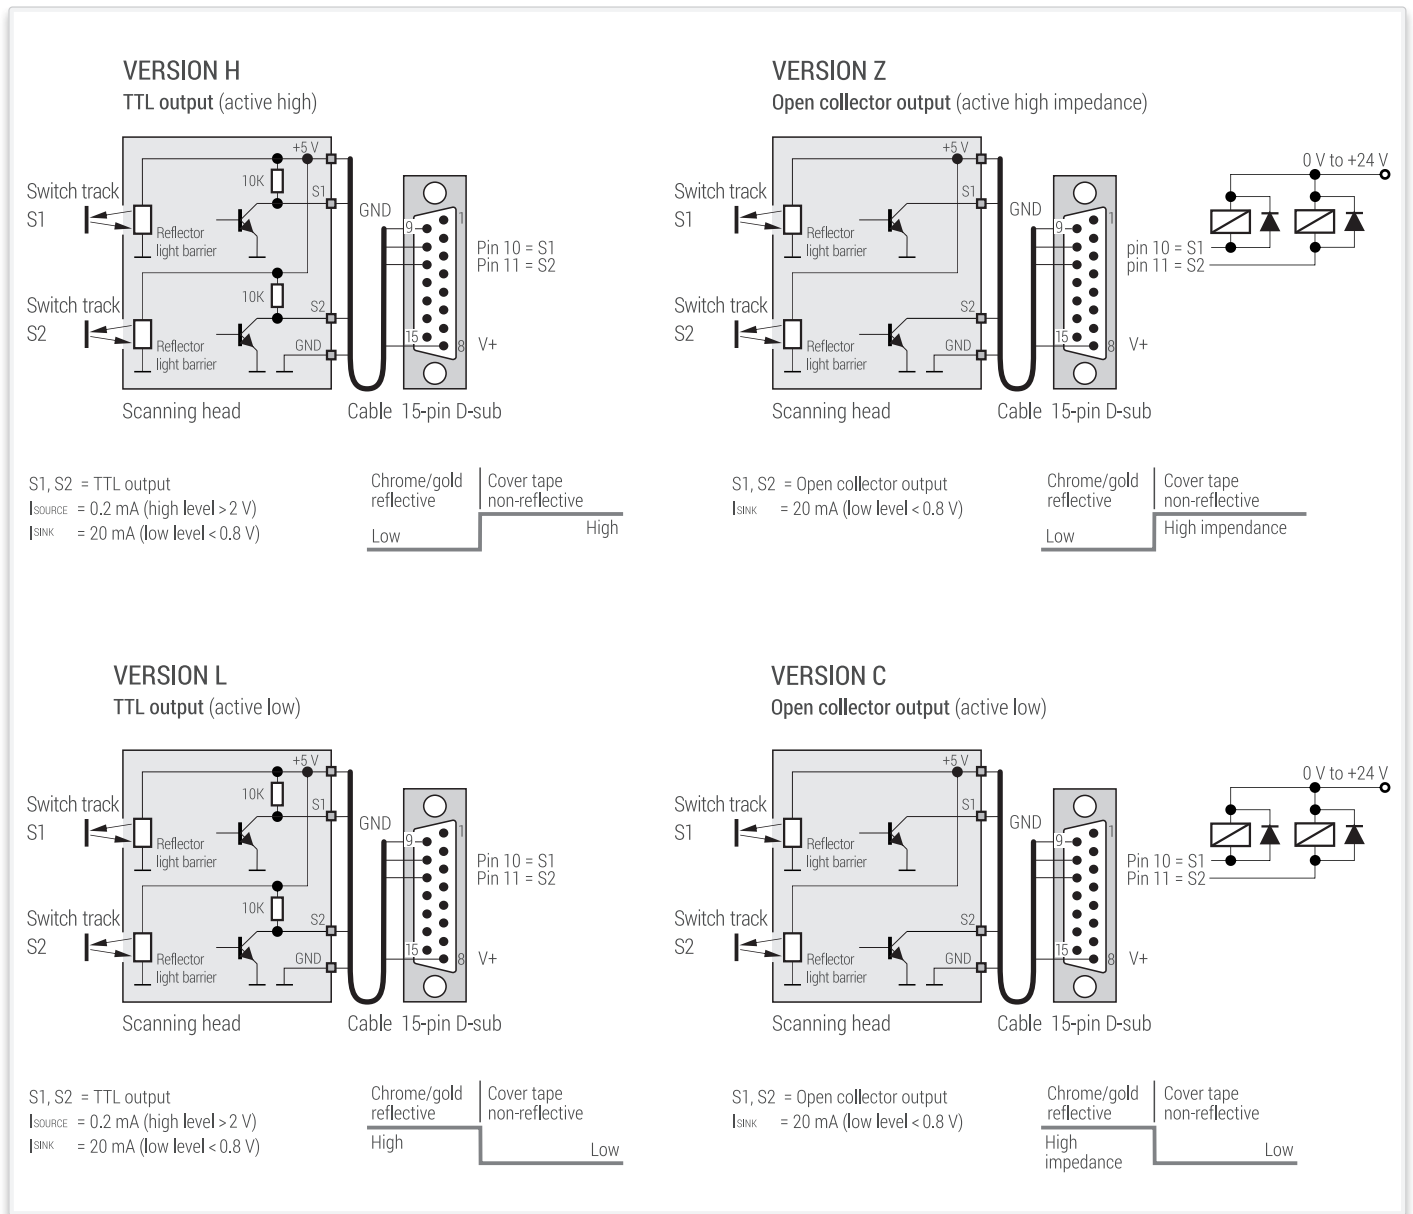 VERSION H
TTL output (active high)
+5 V
10K
S1
Switch track
S1
GND
9
1
Reflector
light barrier
Pin 10 = S1
Pin 11 = S2
10K
S2
Switch track
S2
Reflector
light barrier
GND
15
8
V+
Scanning head
Cable
15-pin D-sub
S1, S2 = TTL output
ISOURCE = 0.2 mA (high level > 2 V)
ISINK = 20 mA (low level < 0.8 V)
Chrome/gold
reflective
Cover tape
non-reflective
Low
High
VERSION Z
Open collector output (active high impedance)
+5 V
0 V to +24 V
S1
Switch track
S1
GND
9
1
Reflector
light barrier
pin 10 = S1
pin 11 = S2
S2
Switch track
S2
Reflector
light barrier
GND
15
8
V+
Scanning head
Cable
15-pin D-sub
S1, S2 = Open collector output
ISINK = 20 mA (low level < 0.8 V)
Chrome/gold
reflective
Cover tape
non-reflective
Low
High impendance
VERSION L
TTL output (active low)
+5 V
10K
S1
Switch track
S1
GND
9
1
Reflector
light barrier
Pin 10 = S1
Pin 11 = S2
10K
S2
Switch track
S2
Reflector
light barrier
GND
15
8
V+
Scanning head
Cable
15-pin D-sub
S1, S2 = TTL output
ISOURCE = 0.2 mA (high level > 2 V)
ISINK = 20 mA (low level < 0.8 V)
Chrome/gold
reflective
Cover tape
non-reflective
High
Low
VERSION C
Open collector output (active low)
+5 V
0 V to +24 V
S1
Switch track
S1
GND
9
1
Reflector
light barrier
Pin 10 = S1
Pin 11 = S2
S2
Switch track
S2
Reflector
light barrier
GND
15
8
V+
Scanning head
Cable
15-pin D-sub
S1, S2 = Open collector output
ISINK = 20 mA (low level < 0.8 V)
Chrome/gold
reflective
Cover tape
non-reflective
High
impedance
Low